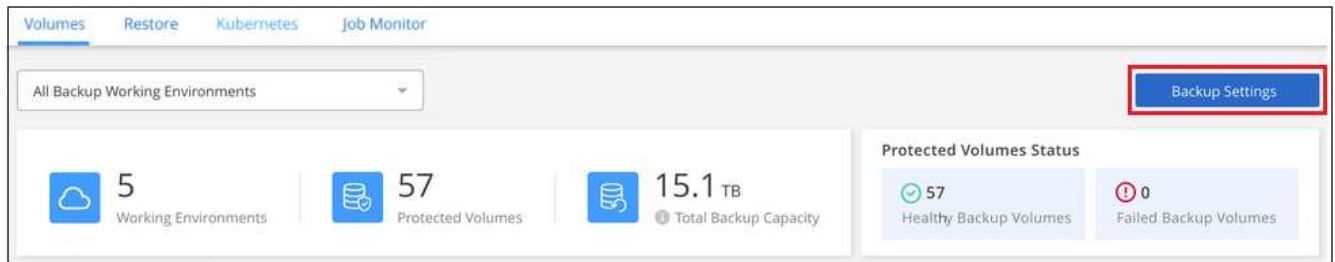 Volumes Restore Kubernetes Job Monitor
All Backup Working Environments
Backup Settings
5
Working Environments
57
Protected Volumes
15.1 TB
Total Backup Capacity
Protected Volumes Status
57
Healthy Backup Volumes
0
Failed Backup Volumes